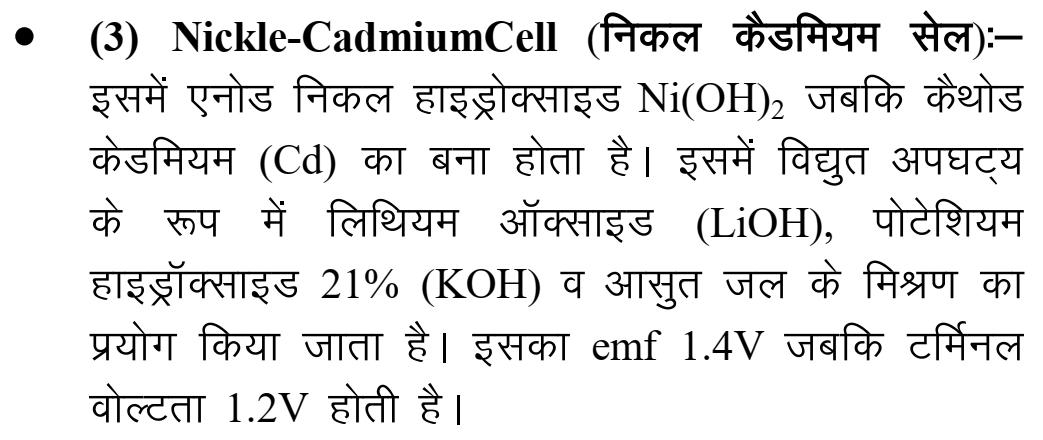 • (3) Nickle-CadmiumCell (निकल कैडमियम सेल):–
इसमें एनोड निकल हाइड्रोक्साइड Ni(OH)₂ जबकि कैथोड
केडमियम (Cd) का बना होता है। इसमें विद्युत अपघट्य
के रूप में लिथियम ऑक्साइड (LiOH), पोटेशियम
हाइड्रॉक्साइड 21% (KOH) व आसुत जल के मिश्रण का
प्रयोग किया जाता है। इसका emf 1.4V जबकि टर्मिनल
वोल्टता 1.2V होती है।